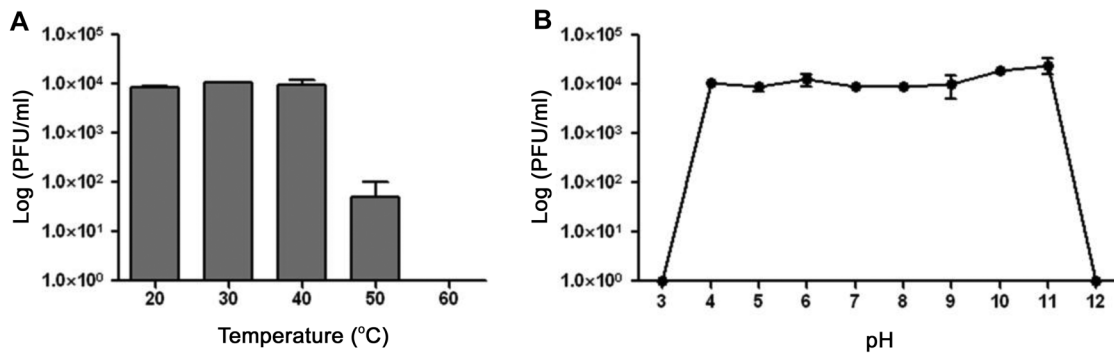 A
Log (PFU/ml)
1.0×10⁵
1.0×10⁴
1.0×10³
1.0×10²
1.0×10¹
1.0×10⁰
20 30 40 50 60
Temperature (°C)
B
Log (PFU/ml)
1.0×10⁵
1.0×10⁴
1.0×10³
1.0×10²
1.0×10¹
1.0×10⁰
3 4 5 6 7 8 9 10 11 12
pH